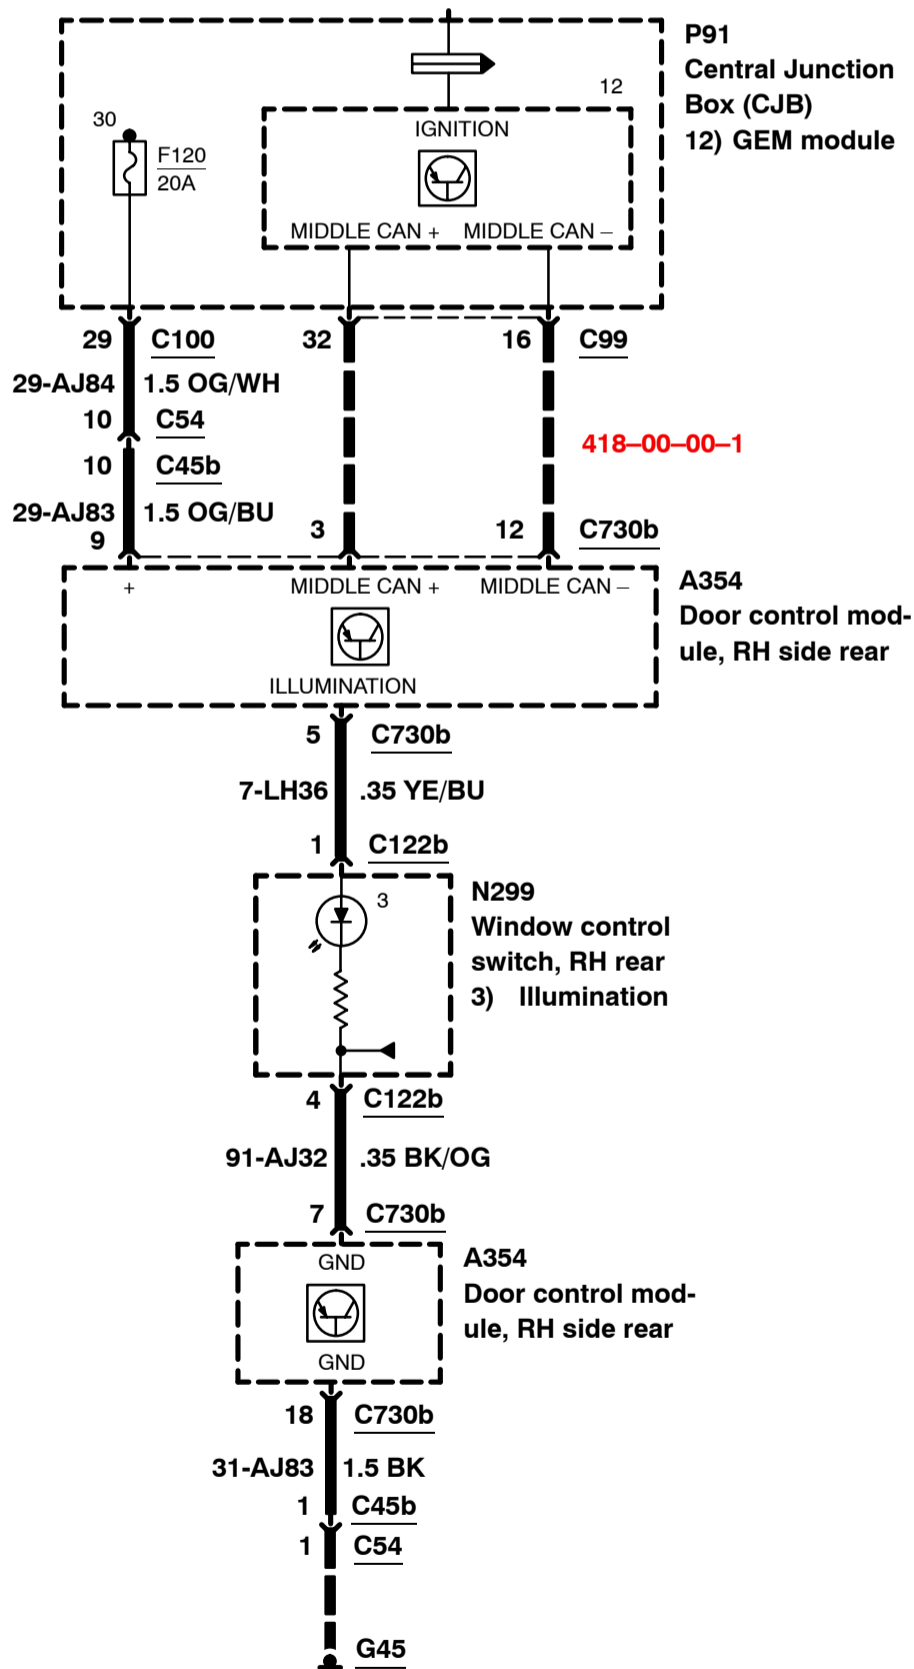 P91
Central Junction
Box (CJB)
12) GEM module
12
30
IGNITION
F120
20A
MIDDLE CAN + MIDDLE CAN –
29 C100 32 16 C99
29-AJ84 1.5 OG/WH
10 C54
418–00–00–1
10 C45b
29-AJ83 1.5 OG/BU
9 3 12 C730b
+ MIDDLE CAN + MIDDLE CAN –
A354
Door control mod-
ule, RH side rear
ILLUMINATION
5 C730b
7-LH36 .35 YE/BU
1 C122b
3
N299
Window control
switch, RH rear
3) Illumination
4 C122b
91-AJ32 .35 BK/OG
7 C730b
GND
A354
Door control mod-
ule, RH side rear
GND
18 C730b
31-AJ83 1.5 BK
1 C45b
1 C54
G45